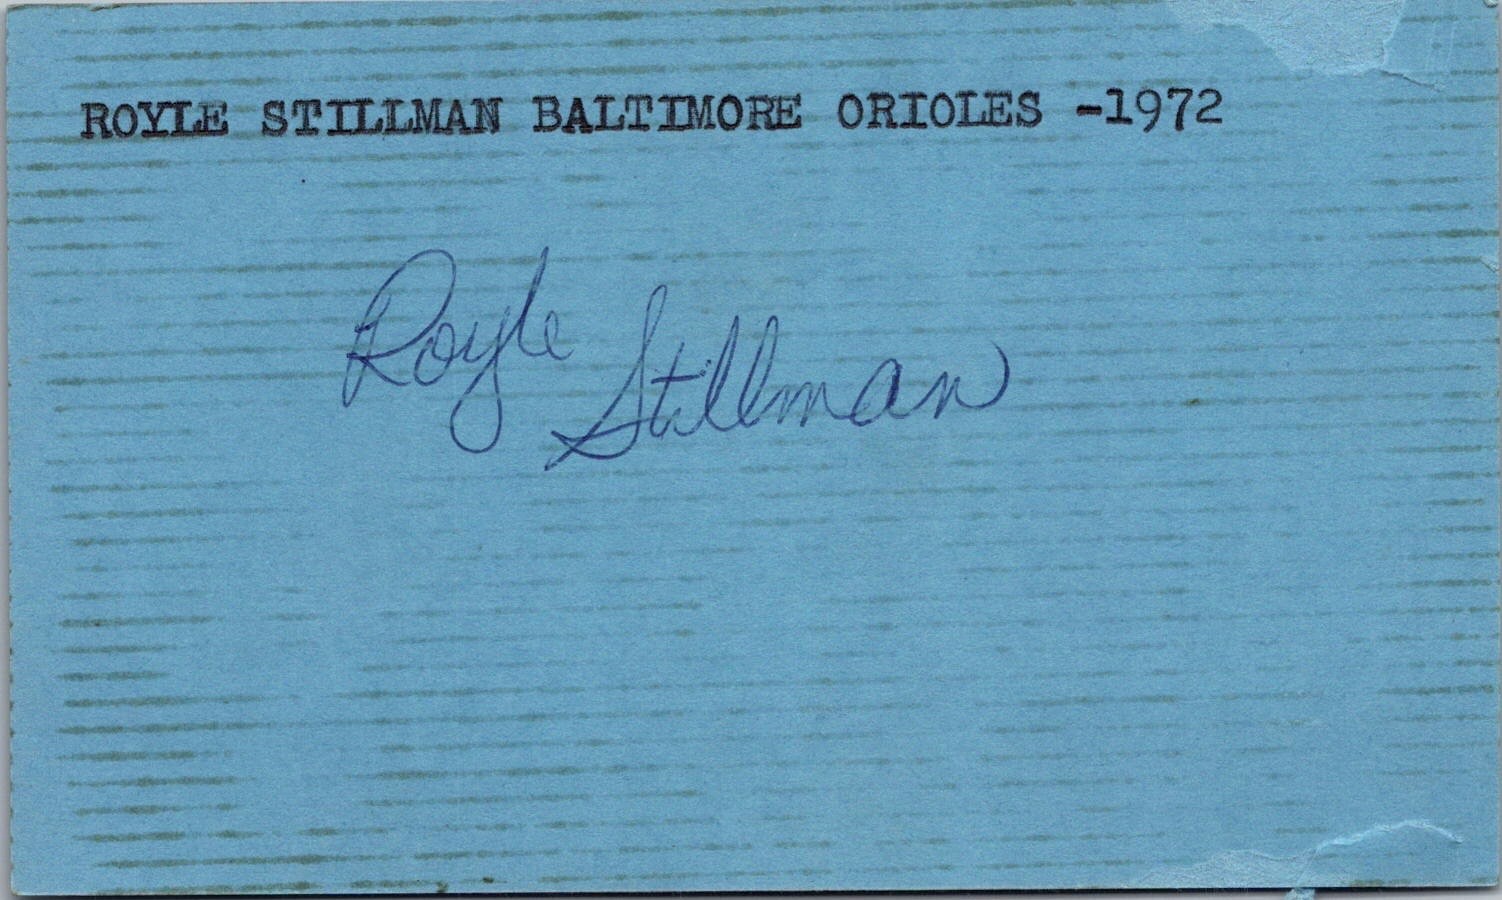 ROYLE STILLMAN BALTIMORE ORIOLES -1972
Royle Stillman